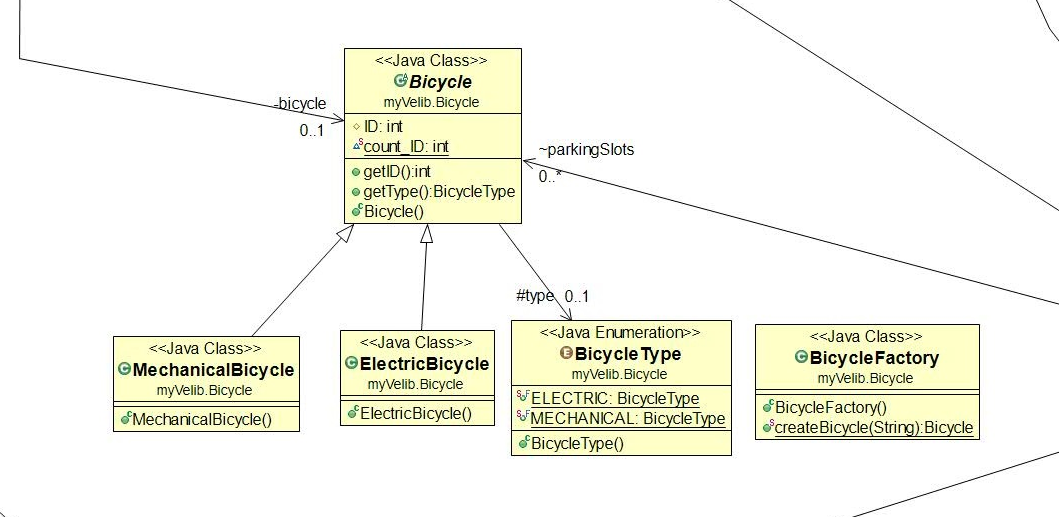 <<Java Class>>
Bicycle
myVelib.Bicycle
-bicycle
0..1
ID: int
count_ID: int
~parkingSlots
0..*
getID():int
getType():BicycleType
Bicycle()
#type 0..1
<<Java Class>>
MechanicalBicycle
myVelib.Bicycle
MechanicalBicycle()
<<Java Class>>
ElectricBicycle
myVelib.Bicycle
ElectricBicycle()
<<Java Enumeration>>
BicycleType
myVelib.Bicycle
ELECTRIC: BicycleType
MECHANICAL: BicycleType
BicycleType()
<<Java Class>>
BicycleFactory
myVelib.Bicycle
BicycleFactory()
createBicycle(String):Bicycle